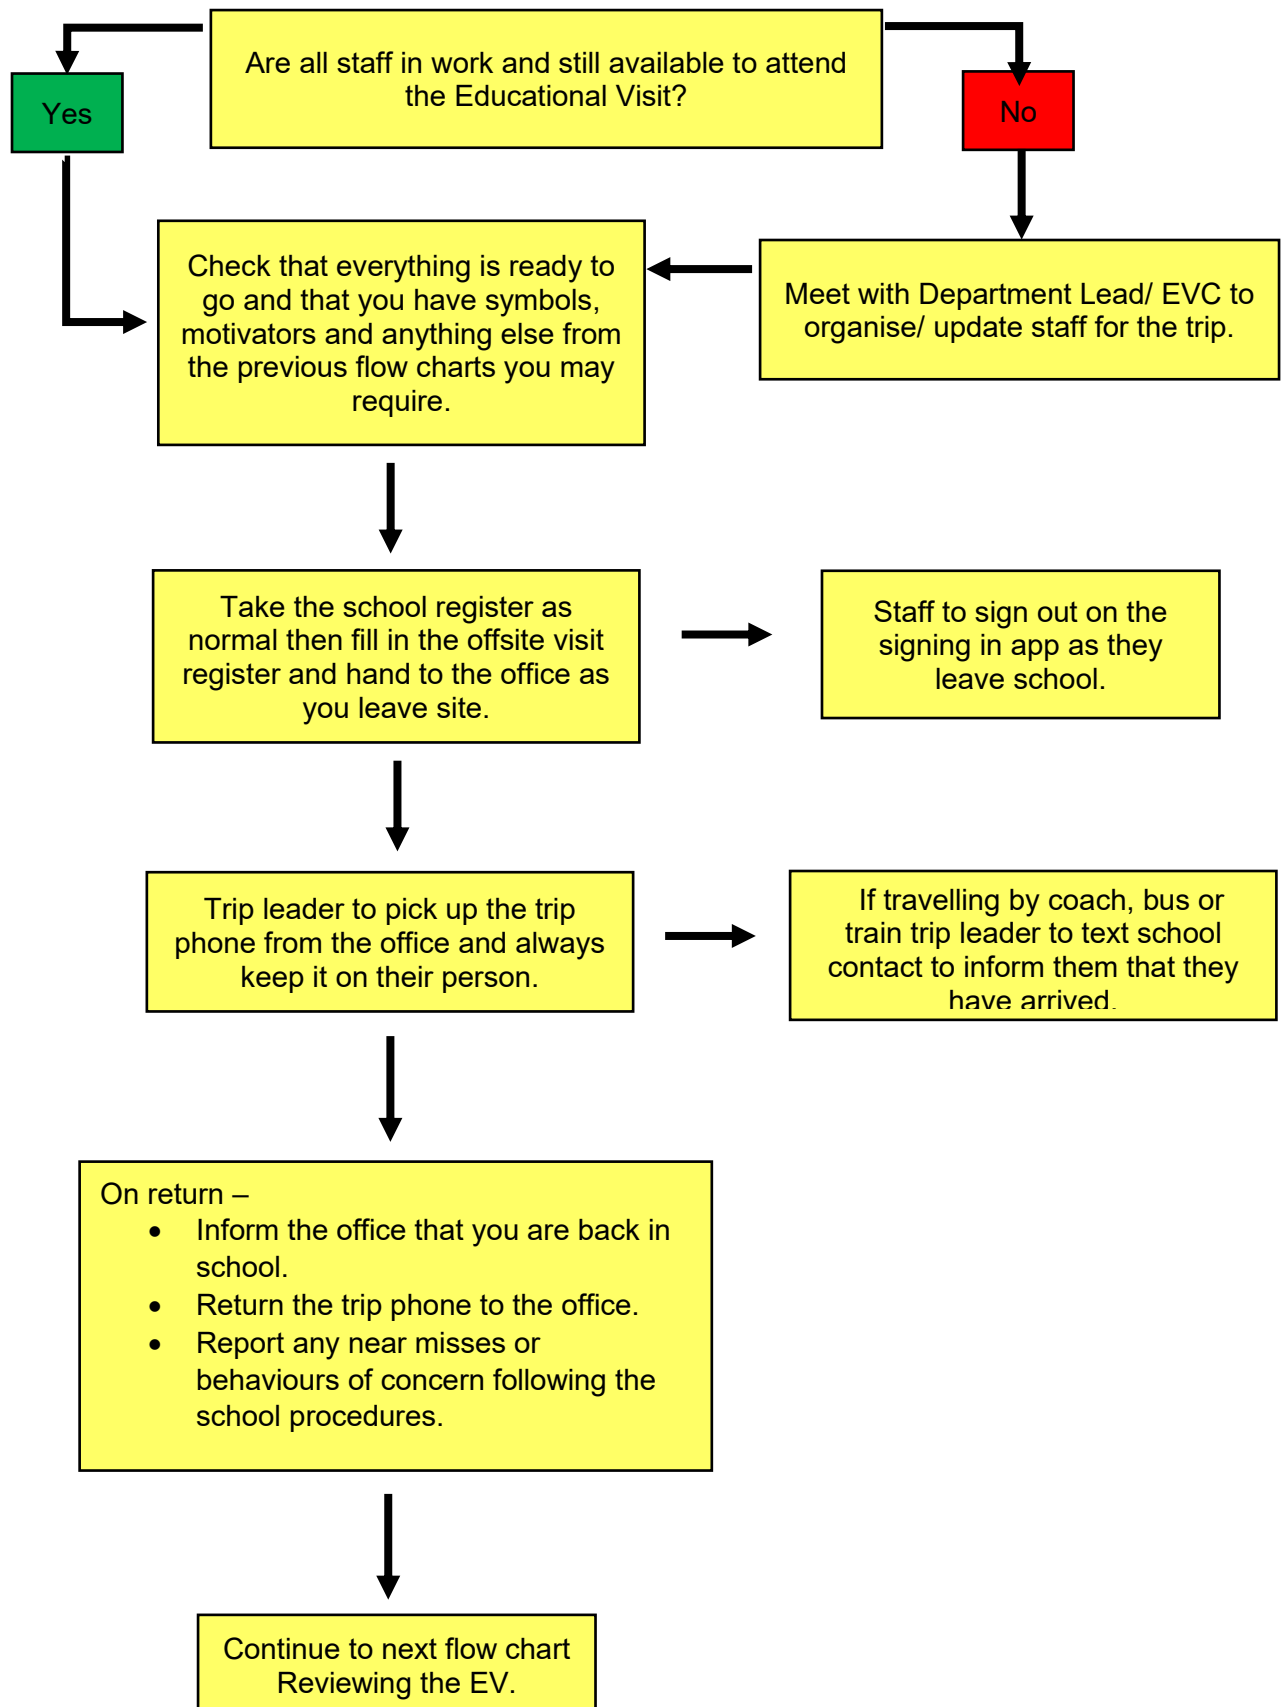 Are all staff in work and still available to attend
the Educational Visit?
Yes
No
Check that everything is ready to
go and that you have symbols,
motivators and anything else from
the previous flow charts you may
require.
Meet with Department Lead/ EVC to
organise/ update staff for the trip.
Take the school register as
normal then fill in the offsite visit
register and hand to the office as
you leave site.
Staff to sign out on the
signing in app as they
leave school.
Trip leader to pick up the trip
phone from the office and always
keep it on their person.
If travelling by coach, bus or
train trip leader to text school
contact to inform them that they
have arrived.
On return –
• Inform the office that you are back in
school.
• Return the trip phone to the office.
• Report any near misses or
behaviours of concern following the
school procedures.
Continue to next flow chart
Reviewing the EV.